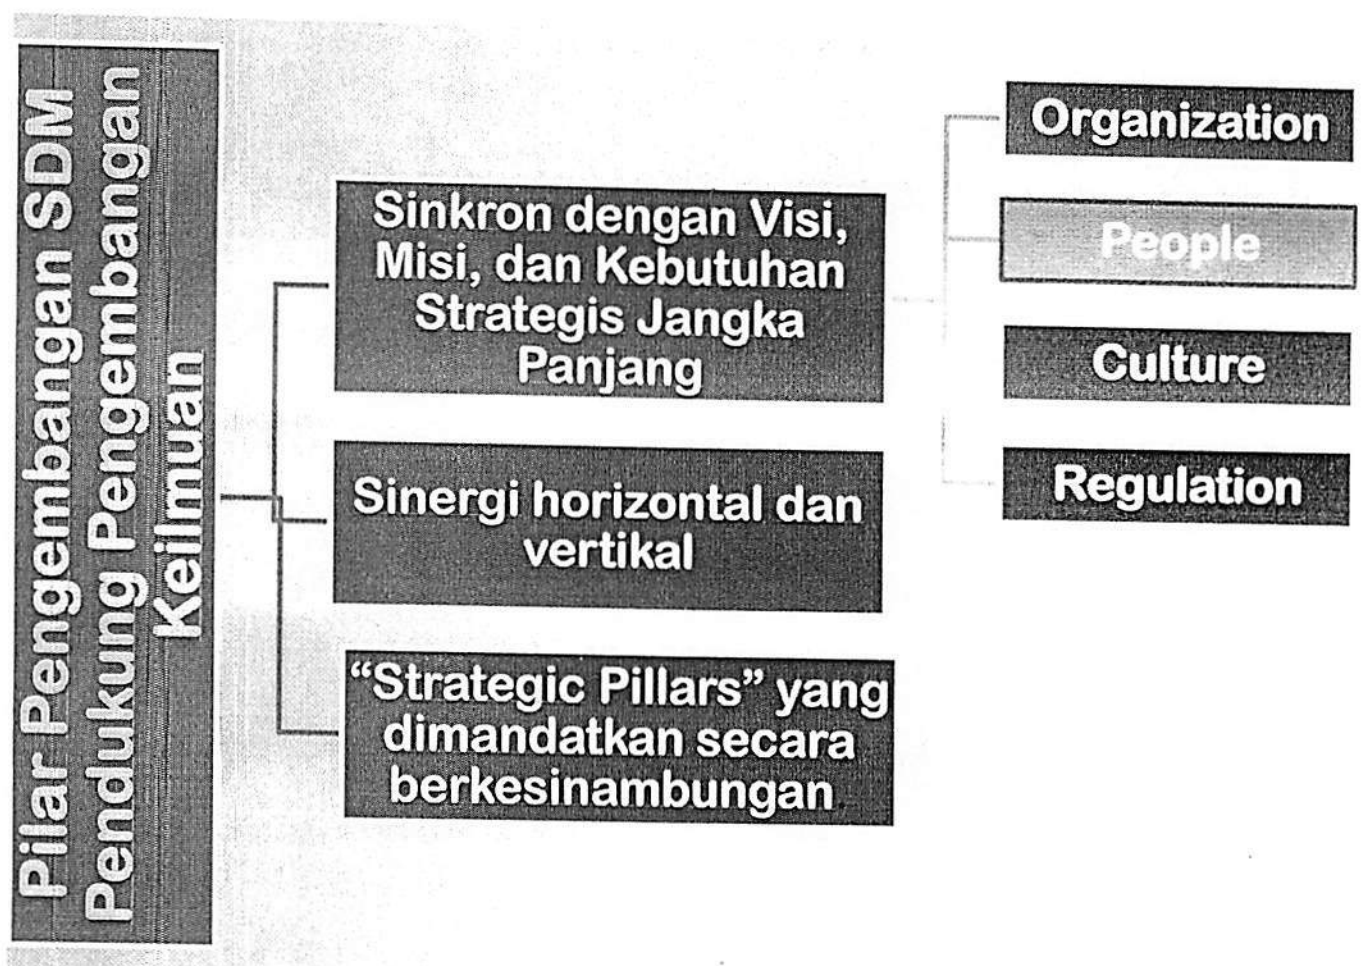 Pilar Pengembangan SDM
Pendukung Pengembangan
Keilmuan
Sinkron dengan Visi,
Misi, dan Kebutuhan
Strategis Jangka
Panjang
Sinergi horizontal dan
vertikal
“Strategic Pillars” yang
dimandatkan secara
berkesinambungan
Organization
People
Culture
Regulation